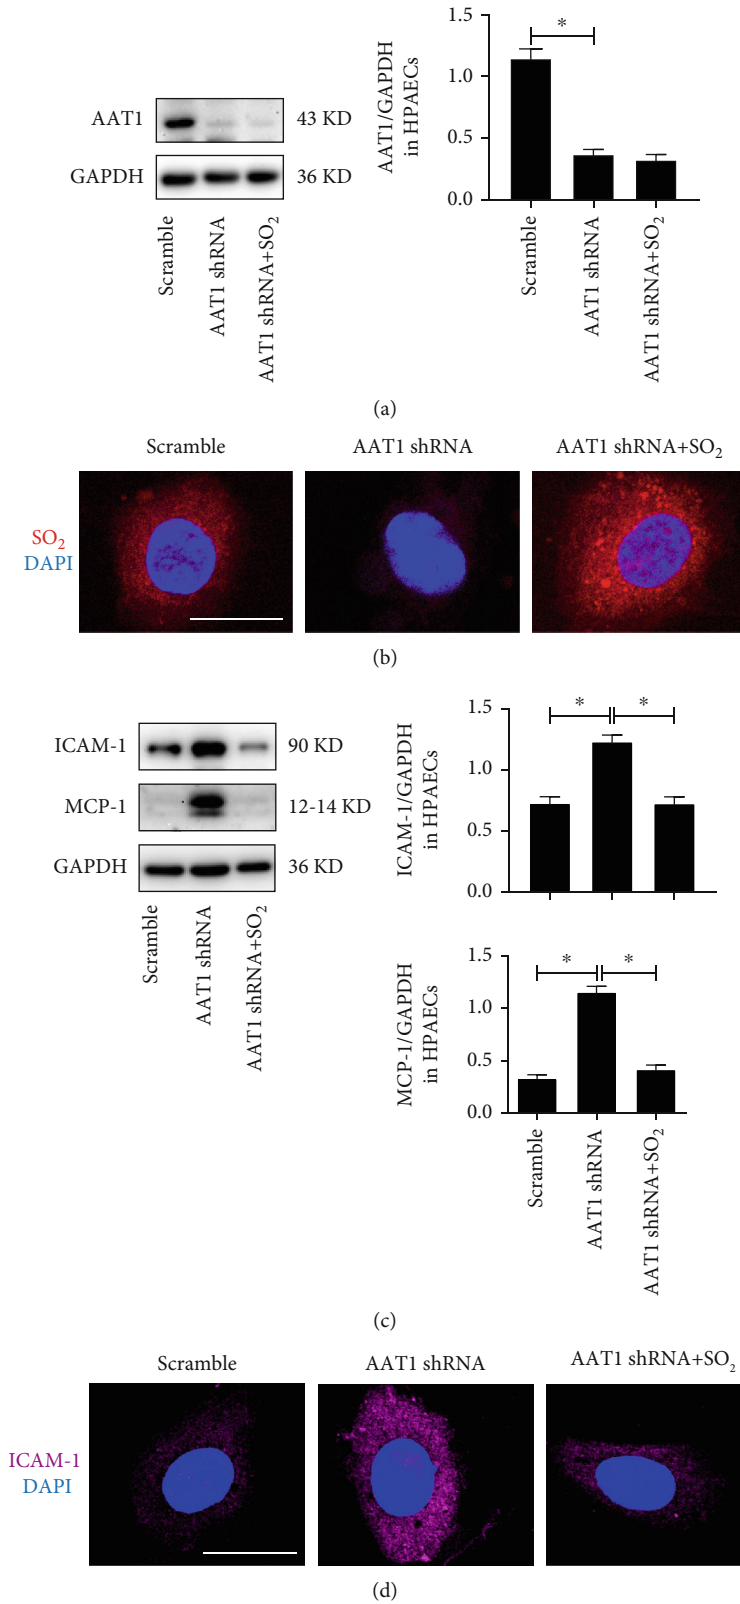 AAT1
43 KD
GAPDH
36 KD
Scramble
AAT1 shRNA
AAT1 shRNA+SO₂
AAT1/GAPDH
in HPAECs
1.5
1.0
0.5
0.0
*
Scramble
AAT1 shRNA
AAT1 shRNA+SO₂
(a)
Scramble
AAT1 shRNA
AAT1 shRNA+SO₂
SO₂
DAPI
(b)
ICAM-1
90 KD
MCP-1
12-14 KD
GAPDH
36 KD
Scramble
AAT1 shRNA
AAT1 shRNA+SO₂
ICAM-1/GAPDH
in HPAECs
1.5
1.0
0.5
0.0
*
*
MCP-1/GAPDH
in HPAECs
1.5
1.0
0.5
0.0
*
*
Scramble
AAT1 shRNA
AAT1 shRNA+SO₂
(c)
Scramble
AAT1 shRNA
AAT1 shRNA+SO₂
ICAM-1
DAPI
(d)